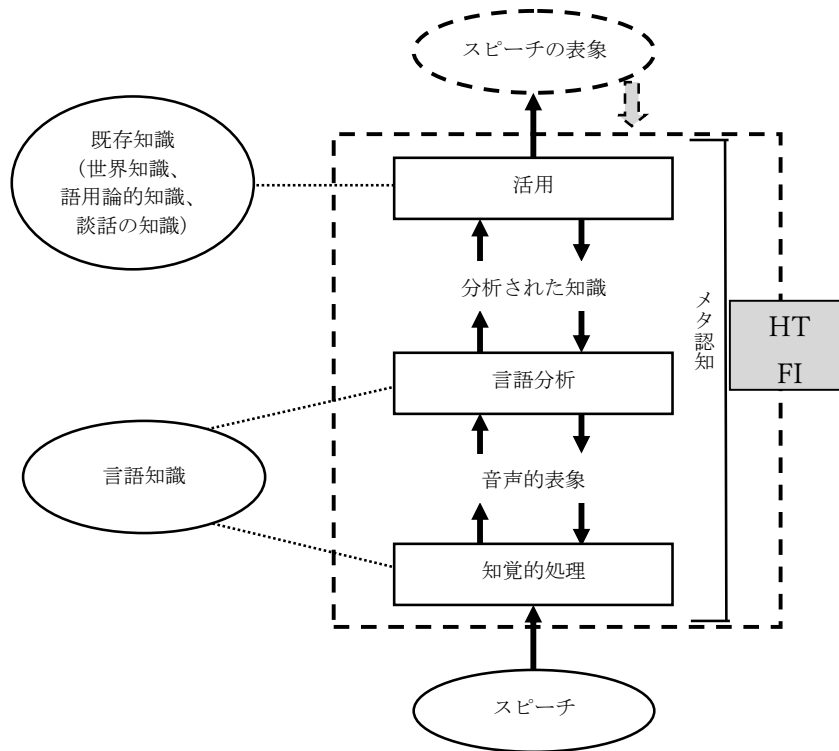 スピーチの表象
既存知識
(世界知識、
語用論的知識、
談話の知識)
活用
分析された知識
メタ認知
HT
FI
言語分析
言語知識
音声的表象
知覚的処理
スピーチ